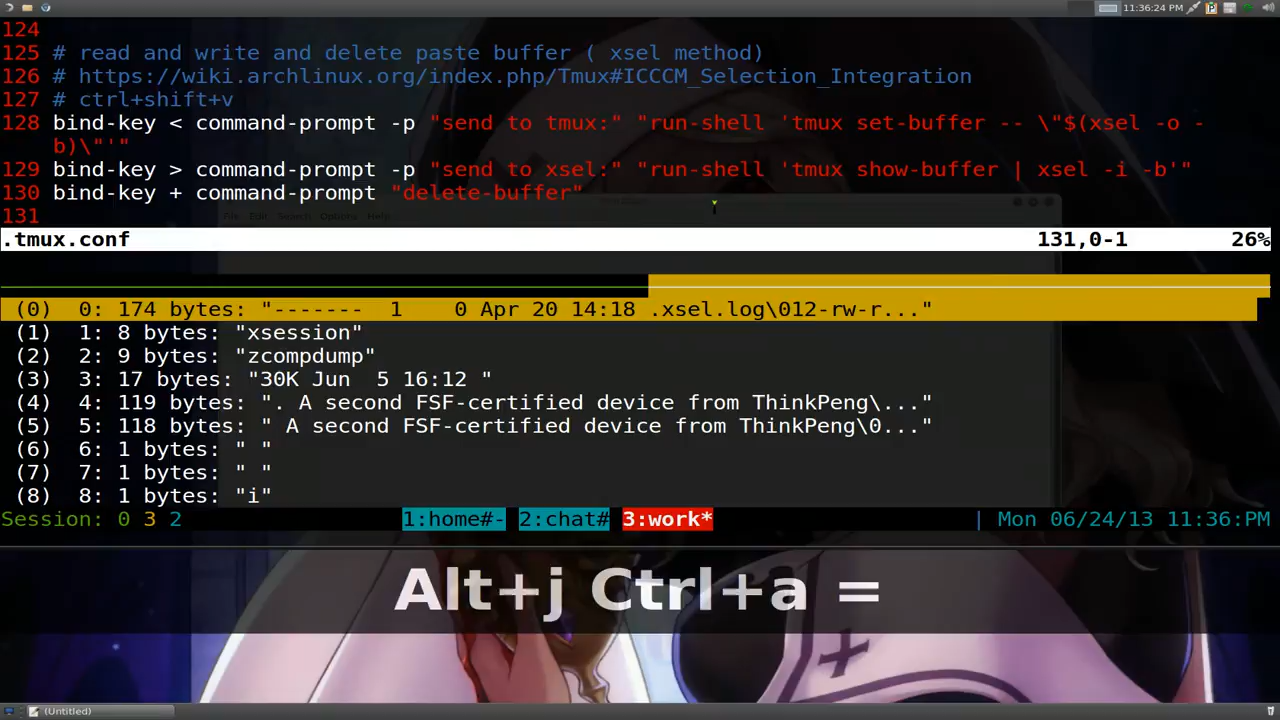 11:36:24 PM
124
125 # read and write and delete paste buffer ( xsel method)
126 # https://wiki.archlinux.org/index.php/Tmux#ICCCM_Selection_Integration
127 # ctrl+shift+v
128 bind-key < command-prompt -p "send to tmux:" "run-shell 'tmux set-buffer -- \"$(xsel -o -
b)\"'"
129 bind-key > command-prompt -p "send to xsel:" "run-shell 'tmux show-buffer | xsel -i -b'"
130 bind-key + command-prompt "delete-buffer"
131
File Edit Search Options Help
.tmux.conf 131,0-1 26%
(0) 0: 174 bytes: "------- 1 0 Apr 20 14:18 .xsel.log\012-rw-r..."
(1) 1: 8 bytes: "xsession"
(2) 2: 9 bytes: "zcompdump"
(3) 3: 17 bytes: "30K Jun 5 16:12 "
(4) 4: 119 bytes: ". A second FSF-certified device from ThinkPeng\..."
(5) 5: 118 bytes: " A second FSF-certified device from ThinkPeng\0..."
(6) 6: 1 bytes: " "
(7) 7: 1 bytes: " "
(8) 8: 1 bytes: "i"
Session: 0 3 2 1:home#- 2:chat# 3:work* | Mon 06/24/13 11:36:PM
Alt+j Ctrl+a =
(Untitled)